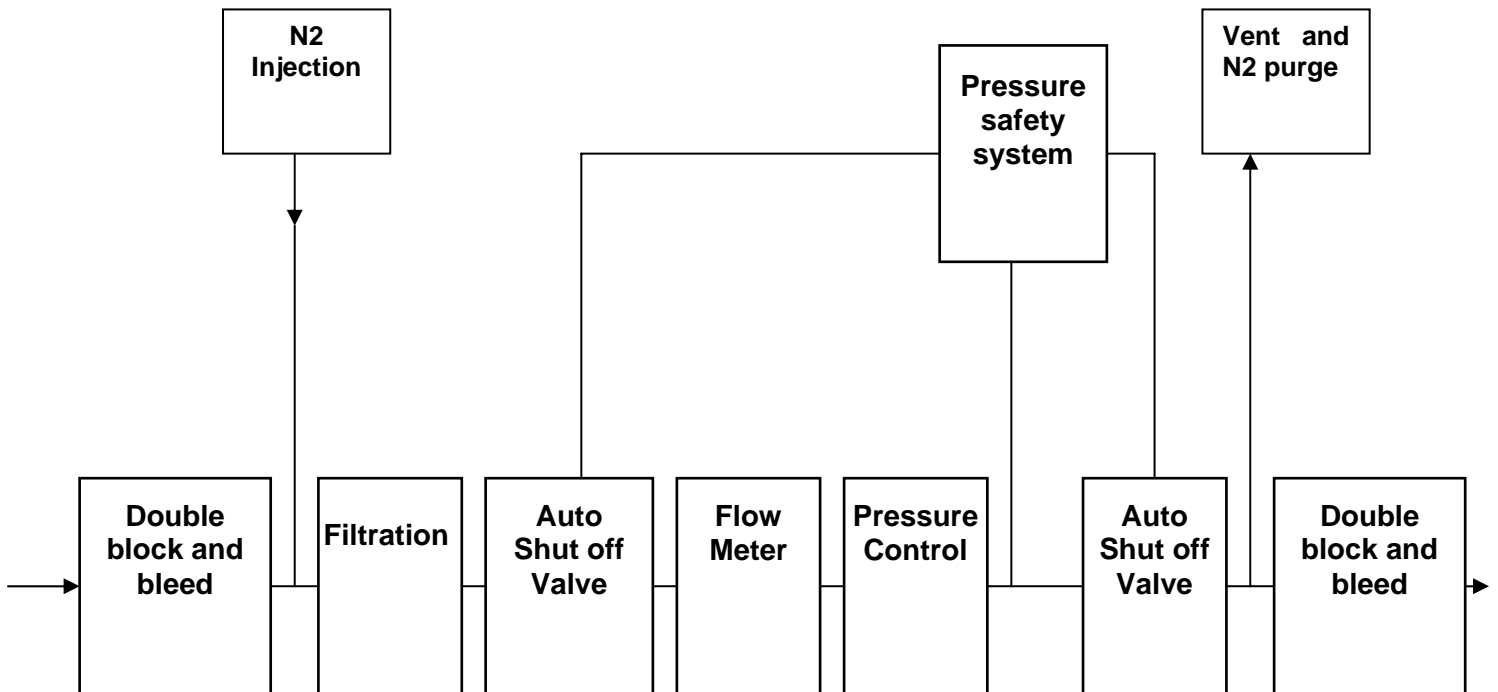 N2
Injection
Vent and
N2 purge
Pressure
safety
system
Double
block and
bleed
Filtration
Auto
Shut off
Valve
Flow
Meter
Pressure
Control
Auto
Shut off
Valve
Double
block and
bleed